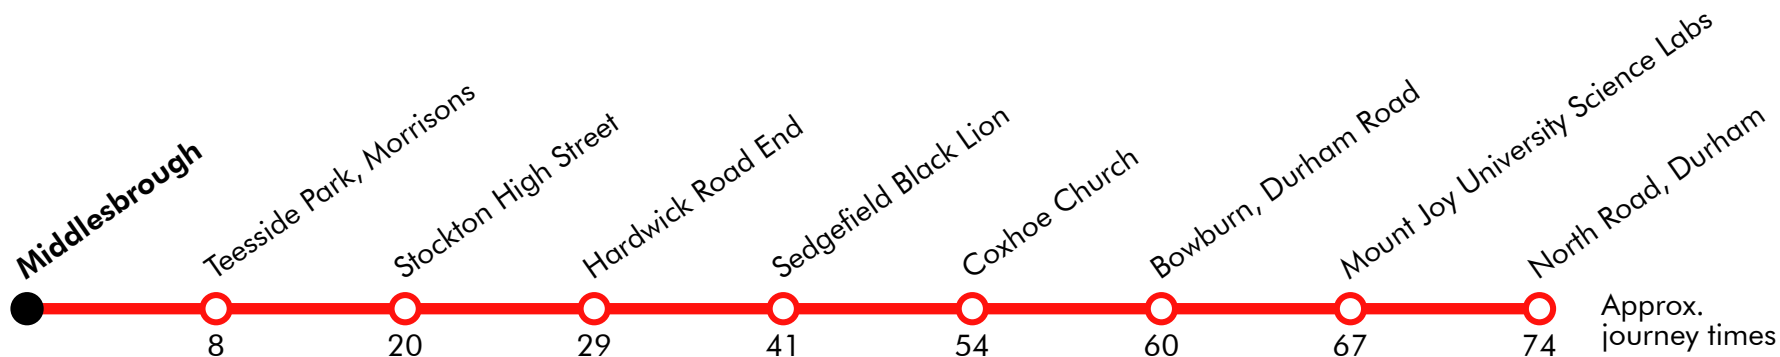 Middlesbrough
Teesside Park, Morrisons
Stockton High Street
Hardwick Road End
Sedgefield Black Lion
Coxhoe Church
Bowburn, Durham Road
Mount Joy University Science Labs
North Road, Durham
8
20
29
41
54
60
67
74
Approx.
journey times